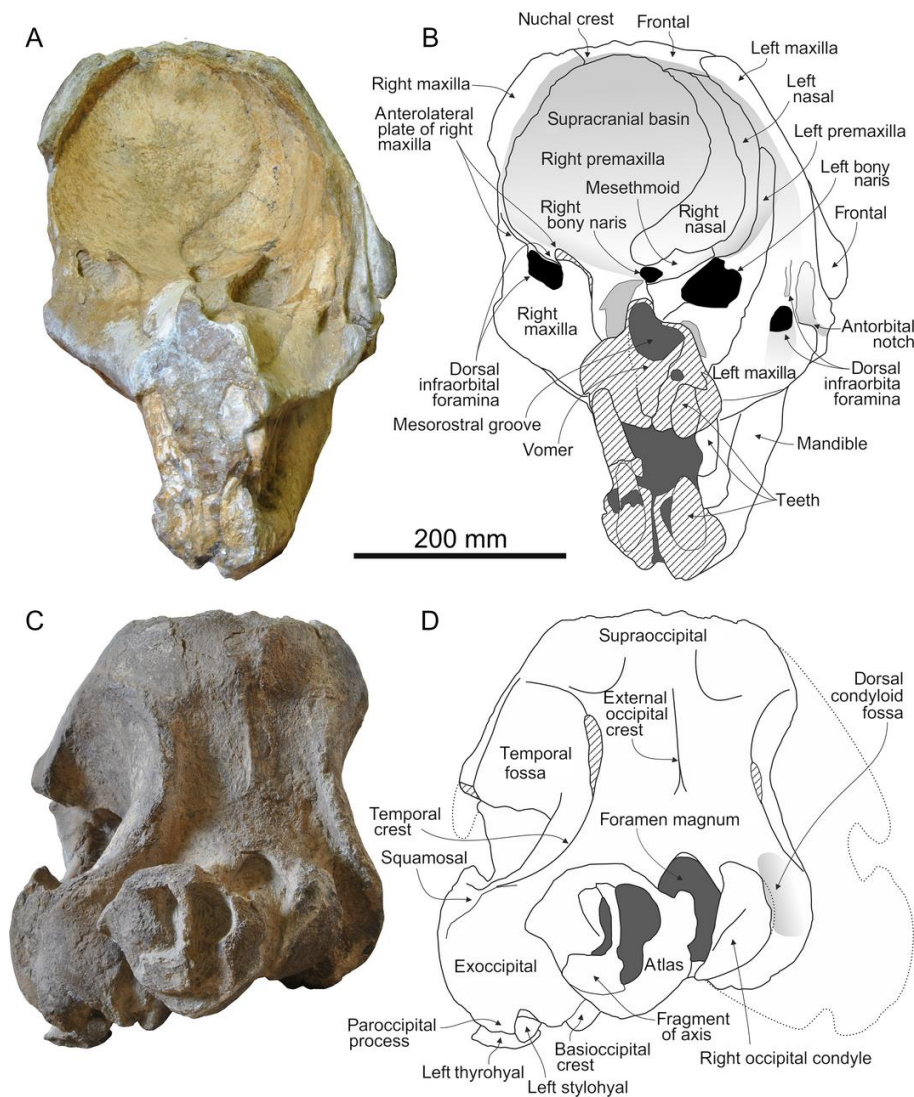 A
B
Nuchal crest
Frontal
Left maxilla
Right maxilla
Left
nasal
Anterolateral
plate of right
maxilla
Supracranial basin
Left premaxilla
Right premaxilla
Left bony
naris
Mesethmoid
Right
bony naris
Right
nasal
Frontal
Right
maxilla
Antorbital
notch
Dorsal
infraorbital
foramina
Left maxilla
Dorsal
infraorbita
foramina
Mesorostral groove
Vomer
Mandible
Teeth
200 mm
C
D
Supraoccipital
Dorsal
condyloid
fossa
External
occipital
crest
Temporal
fossa
Temporal
crest
Foramen magnum
Squamosal
Exoccipital
Atlas
Paroccipital
process
Fragment
of axis
Basioccipital
crest
Right occipital condyle
Left thyrohyal
Left stylohyal